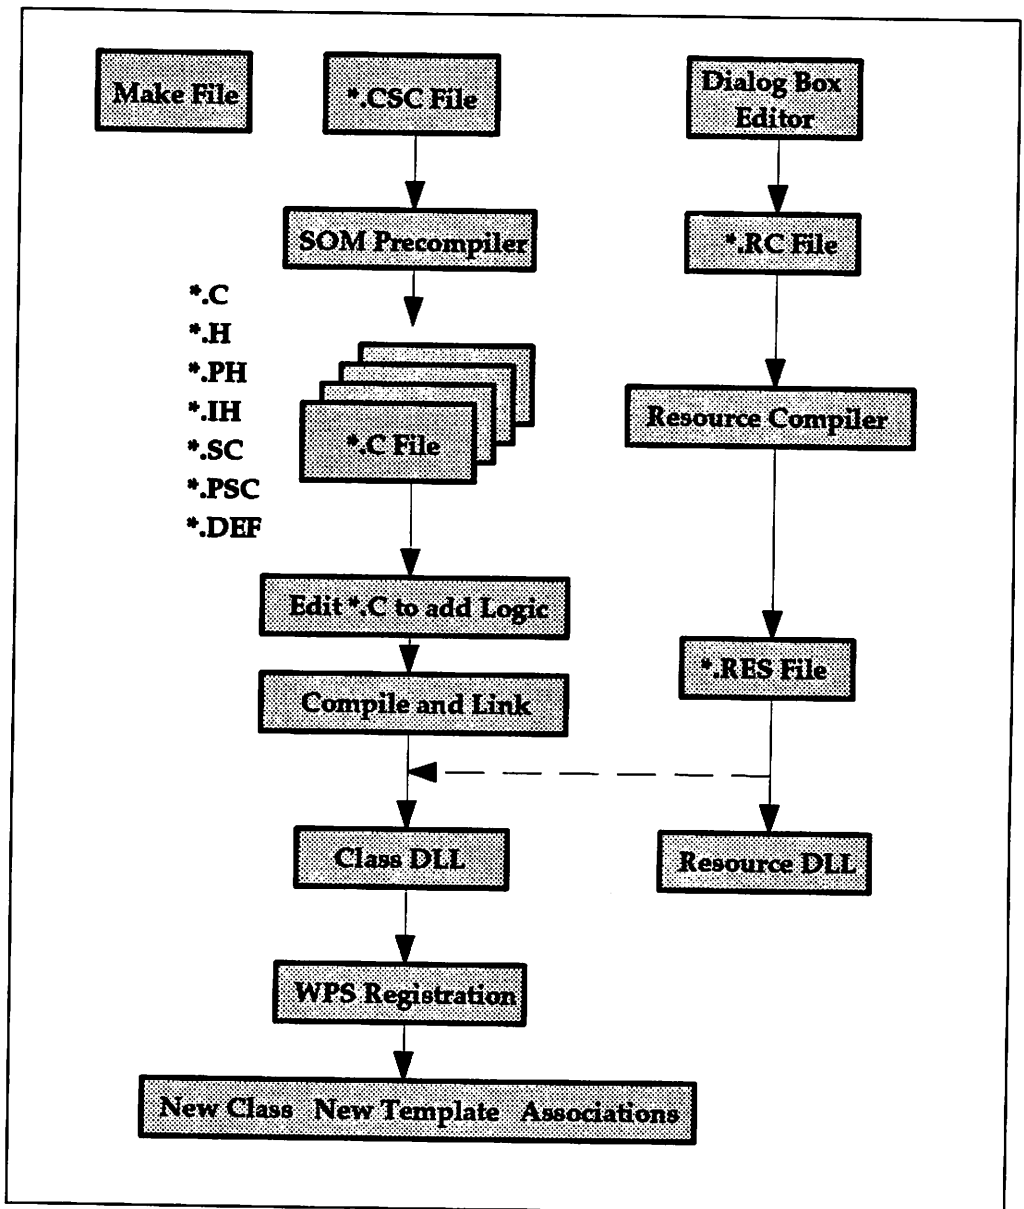 Make File
*.CSC File
Dialog Box
Editor
SOM Precompiler
*.RC File
*.C
*.H
*.PH
*.IH
*.SC
*.PSC
*.DEF
*.C File
Resource Compiler
Edit *.C to add Logic
Compile and Link
*.RES File
Class DLL
Resource DLL
WPS Registration
New Class New Template Associations